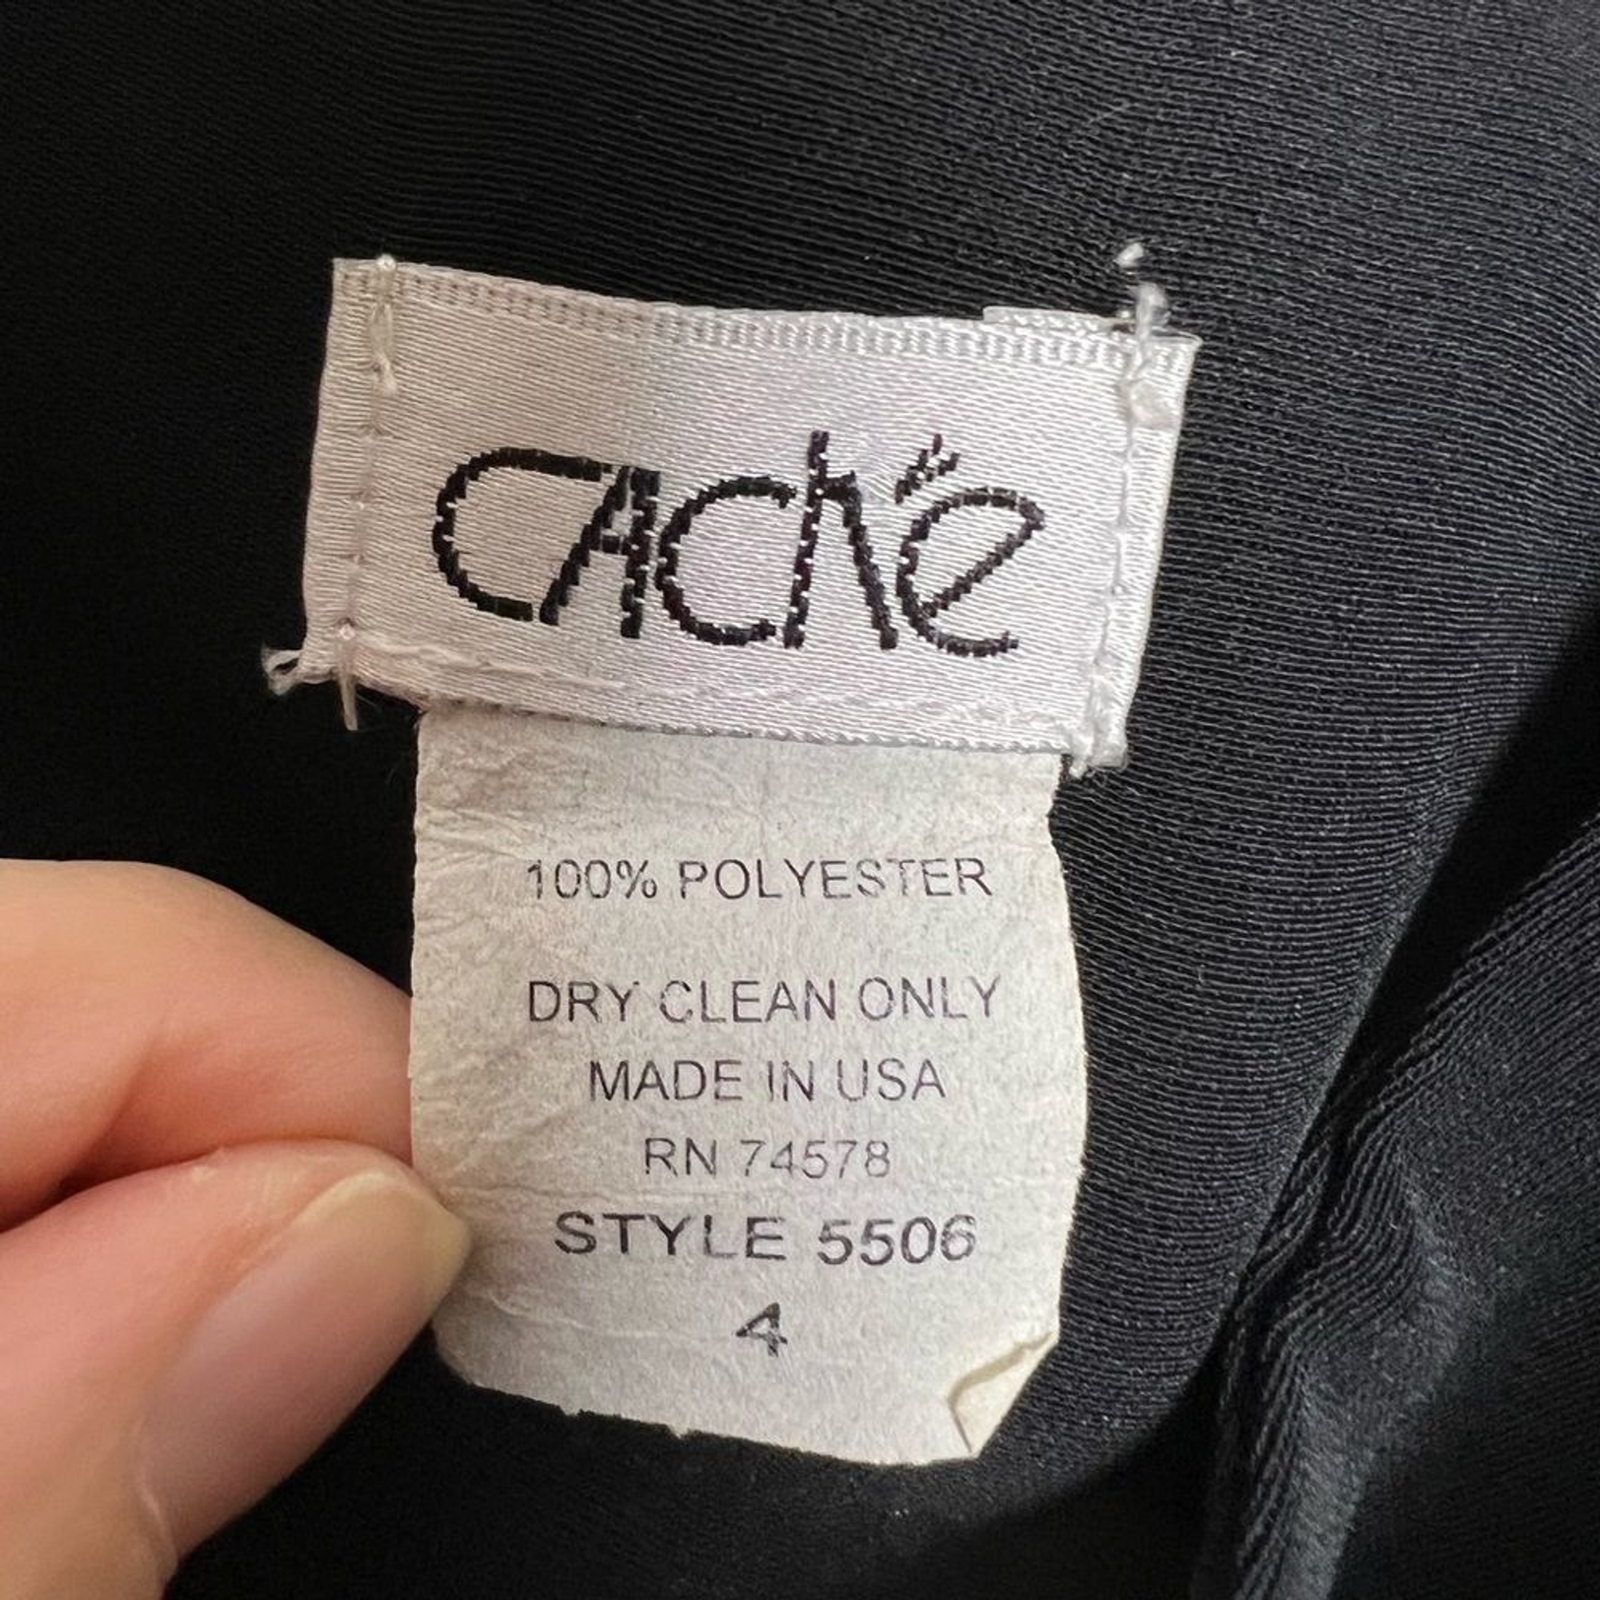 CAChé
100% POLYESTER
DRY CLEAN ONLY
MADE IN USA
RN 74578
STYLE 5506
4